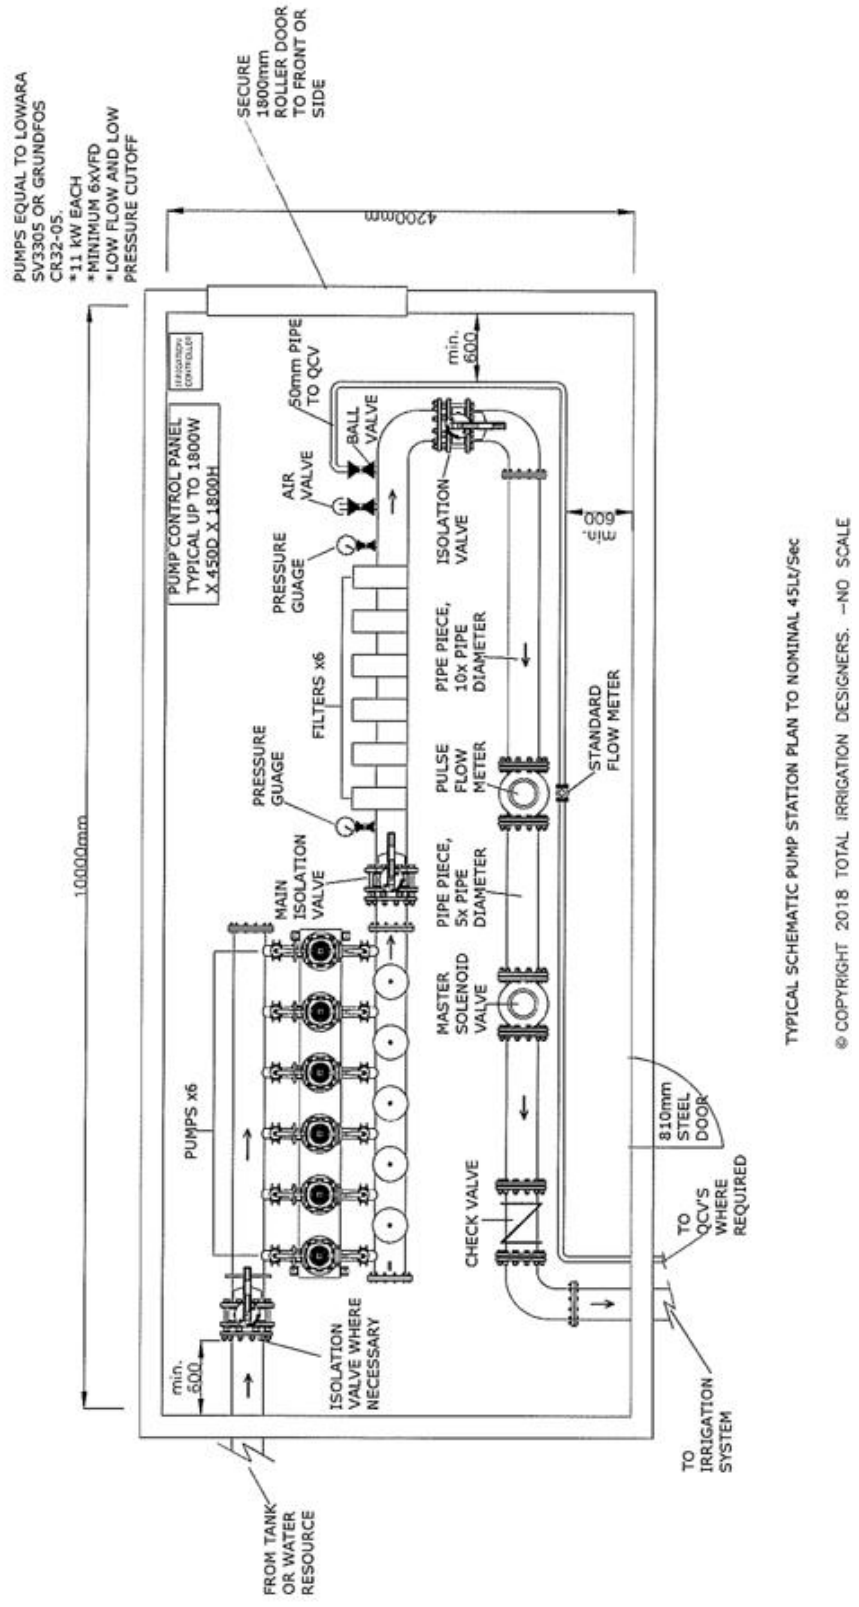 PUMPS EQUAL TO LOWARA
SV3305 OR GRUNDFOS
CR32-05.
*11 kW EACH
*MINIMUM 6xVFD
*LOW FLOW AND LOW
PRESSURE CUTOFF
SECURE
1800mm
ROLLER DOOR
TO FRONT OR
SIDE
10000mm
4200mm
IRRIGATION
CONTROLLER
PUMP CONTROL PANEL
TYPICAL UP TO 1800W
X 450D X 1800H
50mm PIPE
TO QCV
BALL
VALVE
AIR
VALVE
PRESSURE
GUAGE
FILTERS x6
PRESSURE
GUAGE
MAIN
ISOLATION
VALVE
PUMPS x6
min.
600
ISOLATION
VALVE WHERE
NECESSARY
FROM TANK
OR WATER
RESOURCE
min.
600
ISOLATION
VALVE
min.
600
PIPE PIECE,
10x PIPE
DIAMETER
PULSE
FLOW
METER
STANDARD
FLOW METER
PIPE PIECE,
5x PIPE
DIAMETER
MASTER
SOLENOID
VALVE
CHECK VALVE
810mm
STEEL
DOOR
TO
QCV'S
WHERE
REQUIRED
TO
IRRIGATION
SYSTEM
TYPICAL SCHEMATIC PUMP STATION PLAN TO NOMINAL 45Lt/Sec
© COPYRIGHT 2018 TOTAL IRRIGATION DESIGNERS. -NO SCALE